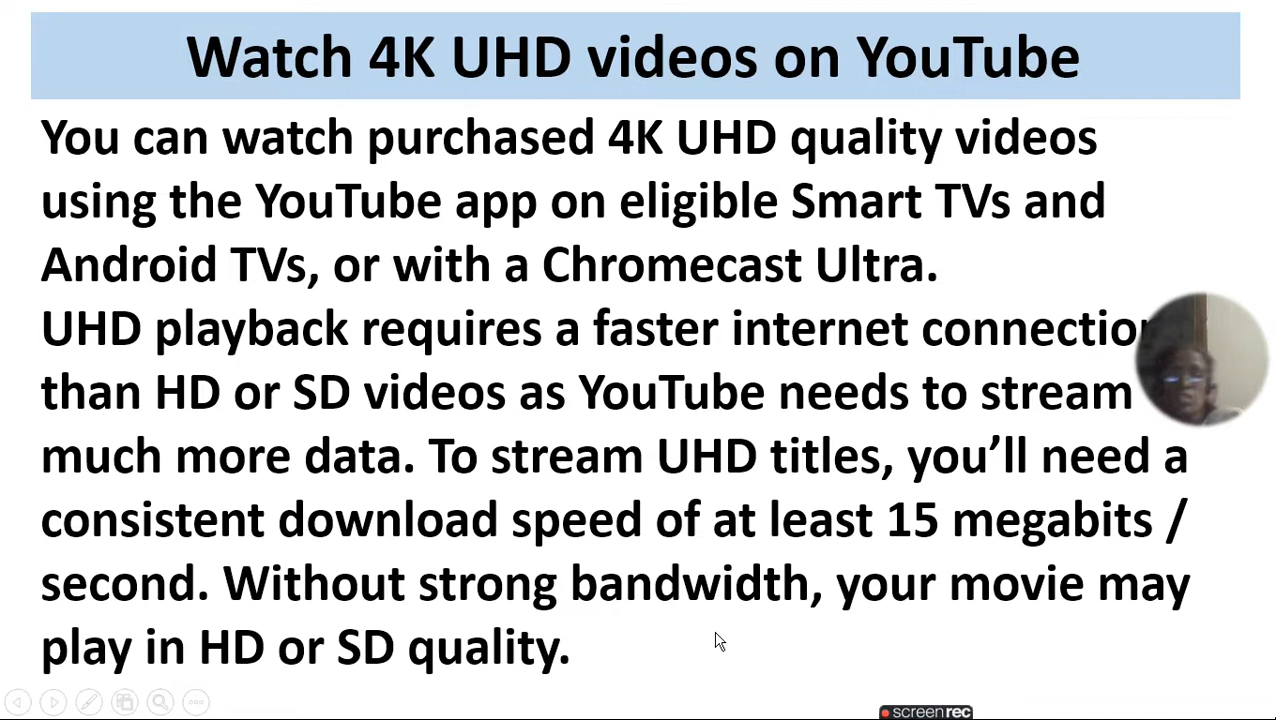 Watch 4K UHD videos on YouTube
You can watch purchased 4K UHD quality videos
using the YouTube app on eligible Smart TVs and
Android TVs, or with a Chromecast Ultra.
UHD playback requires a faster internet connection
than HD or SD videos as YouTube needs to stream
much more data. To stream UHD titles, you’ll need a
consistent download speed of at least 15 megabits /
second. Without strong bandwidth, your movie may
play in HD or SD quality.
screenrec